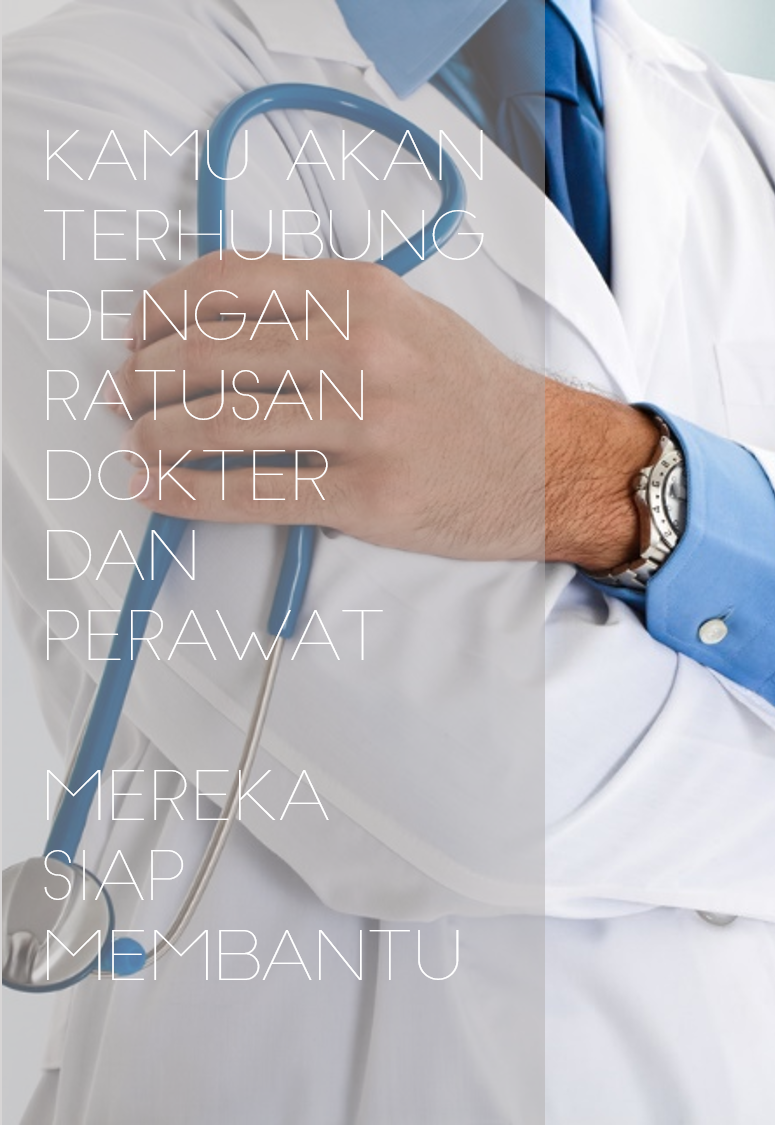 KAMU AKAN
TERHUBUNG
DENGAN
RATUSAN
DOKTER
DAN
PERAWAT
MEREKA
SIAP
MEMBANTU